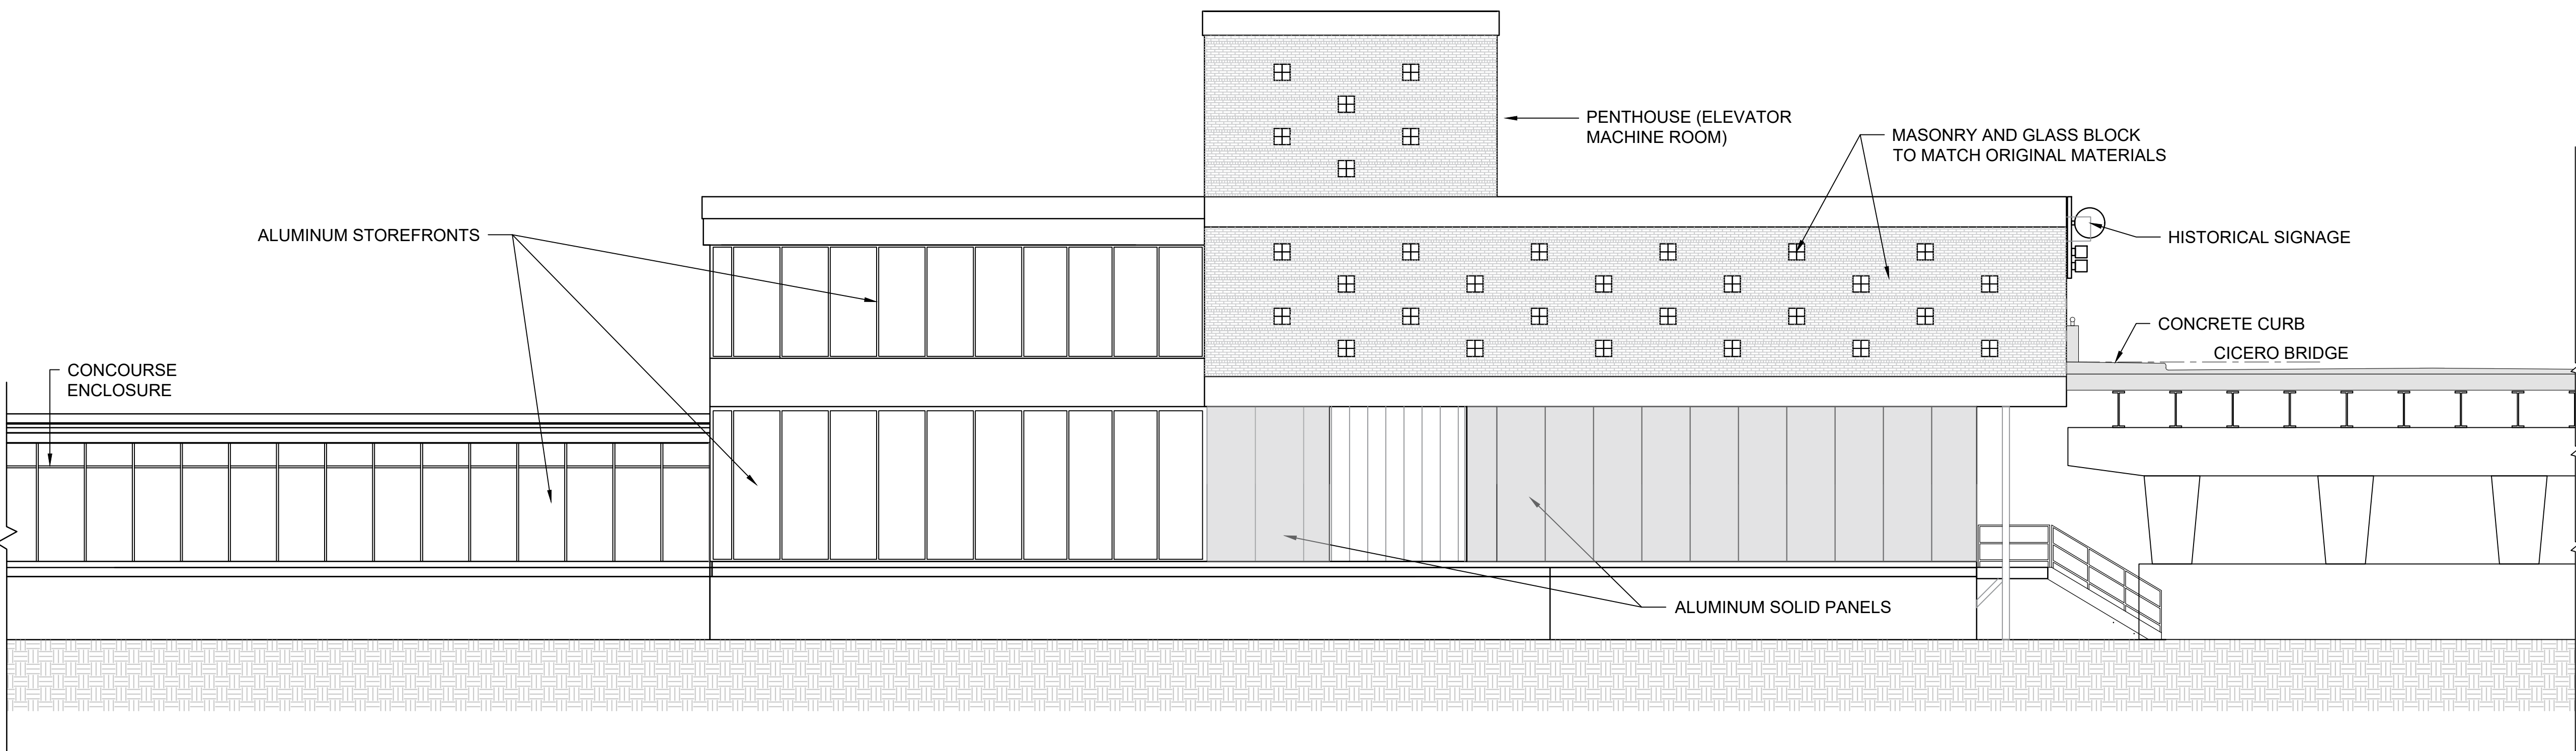 PENTHOUSE (ELEVATOR
MACHINE ROOM)
MASONRY AND GLASS BLOCK
TO MATCH ORIGINAL MATERIALS
ALUMINUM STOREFRONTS
HISTORICAL SIGNAGE
CONCRETE CURB
CICERO BRIDGE
CONCOURSE
ENCLOSURE
ALUMINUM SOLID PANELS